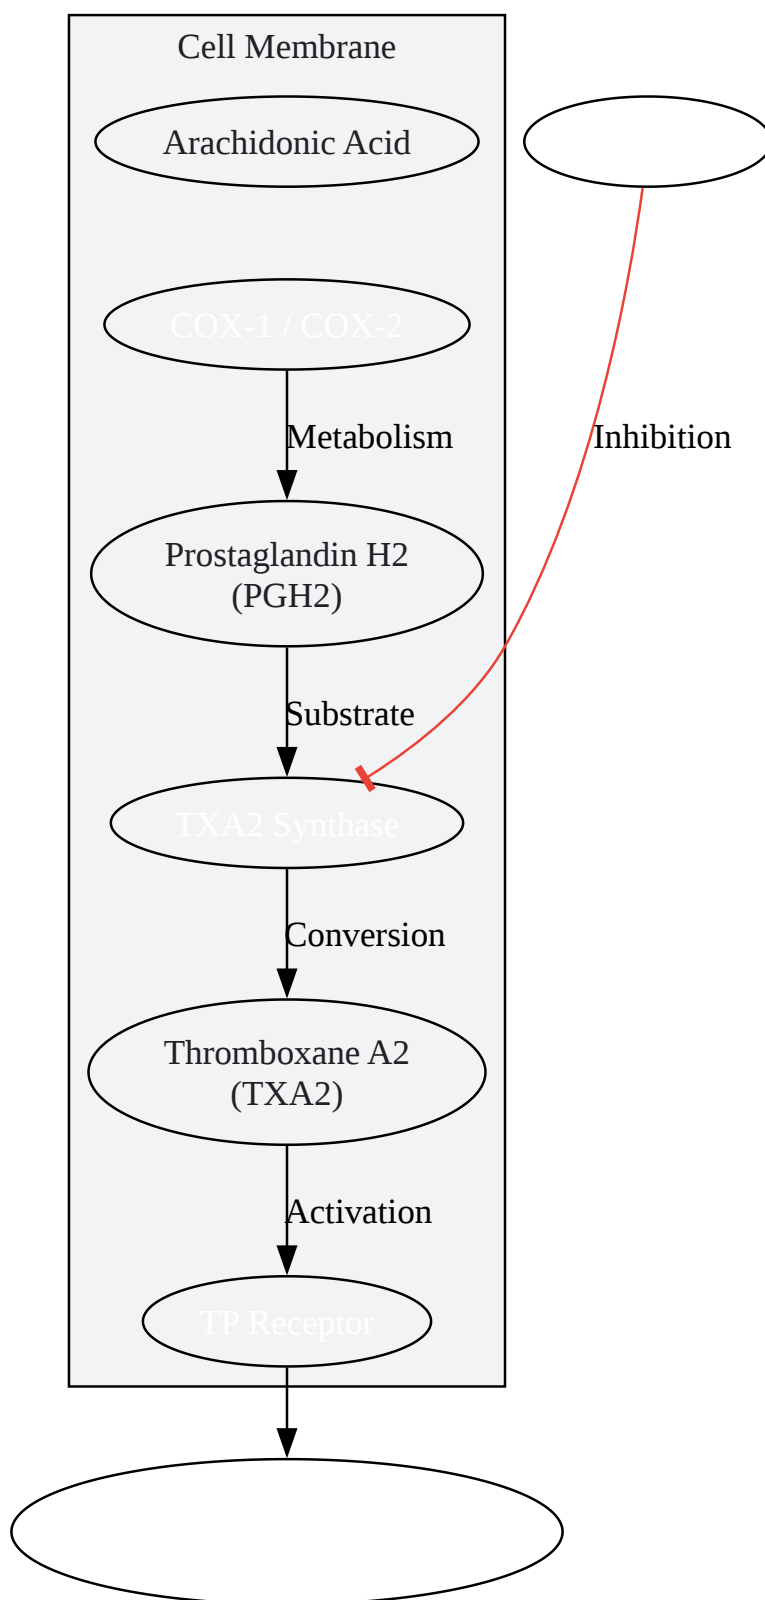 Cell Membrane
Arachidonic Acid
COX-1 / COX-2
Metabolism
Inhibition
Prostaglandin H2
(PGH2)
Substrate
TXA2 Synthase
Conversion
Thromboxane A2
(TXA2)
Activation
TP Receptor